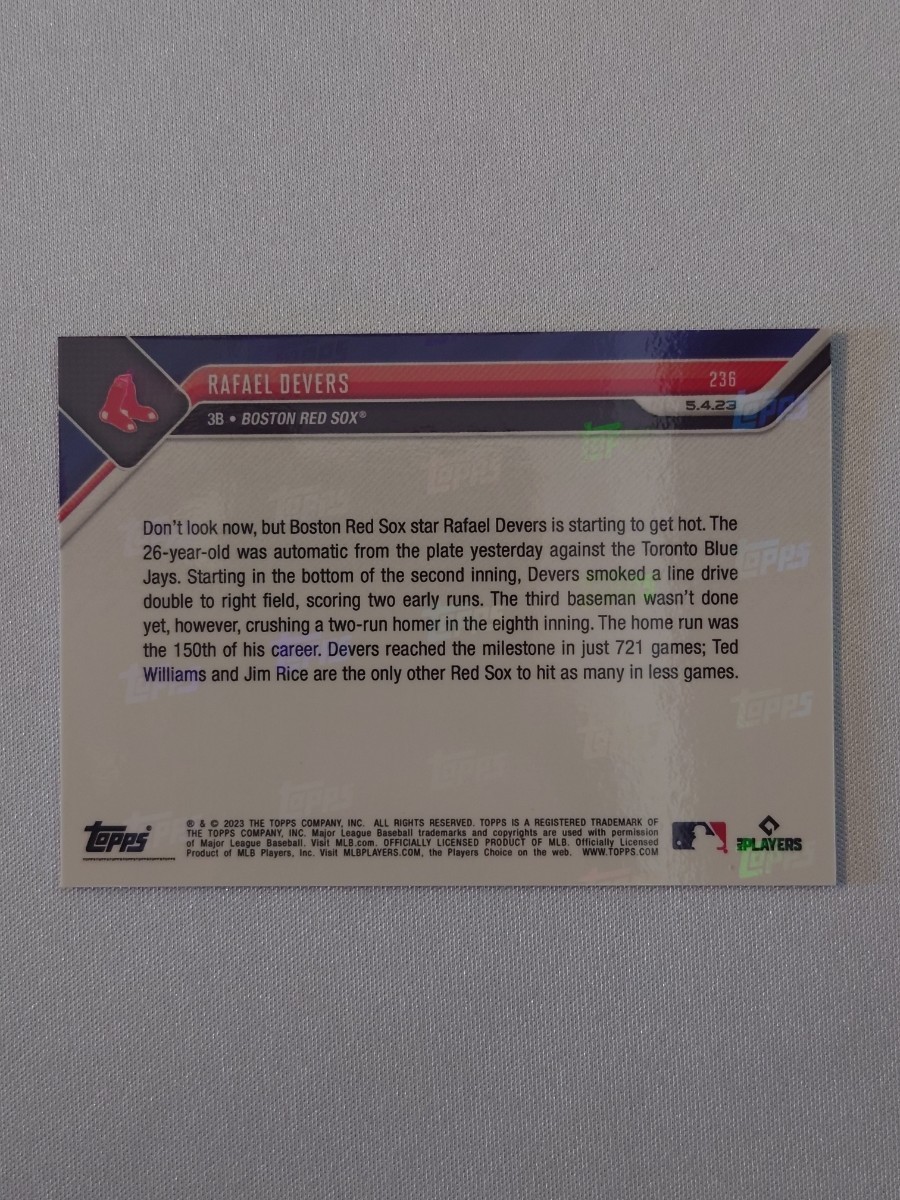 RAFAEL DEVERS
236
3B • BOSTON RED SOX®
5.4.23
Don't look now, but Boston Red Sox star Rafael Devers is starting to get hot. The
26-year-old was automatic from the plate yesterday against the Toronto Blue
Jays. Starting in the bottom of the second inning, Devers smoked a line drive
double to right field, scoring two early runs. The third baseman wasn't done
yet, however, crushing a two-run homer in the eighth inning. The home run was
the 150th of his career. Devers reached the milestone in just 721 games; Ted
Williams and Jim Rice are the only other Red Sox to hit as many in less games.
Topps®
® & © 2023 THE TOPPS COMPANY, INC. ALL RIGHTS RESERVED. TOPPS IS A REGISTERED TRADEMARK OF
THE TOPPS COMPANY, INC. Major League Baseball trademarks and copyrights are used with permission
of Major League Baseball. Visit MLB.com. OFFICIALLY LICENSED PRODUCT OF MLB. Officially Licensed
Product of MLB Players, Inc. Visit MLBPLAYERS.COM, the Players Choice on the web. WWW.TOPPS.COM
PLAYERS